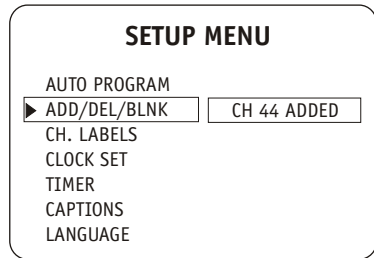 SETUP MENU
AUTO PROGRAM
ADD/DEL/BLNK CH 44 ADDED
CH. LABELS
CLOCK SET
TIMER
CAPTIONS
LANGUAGE